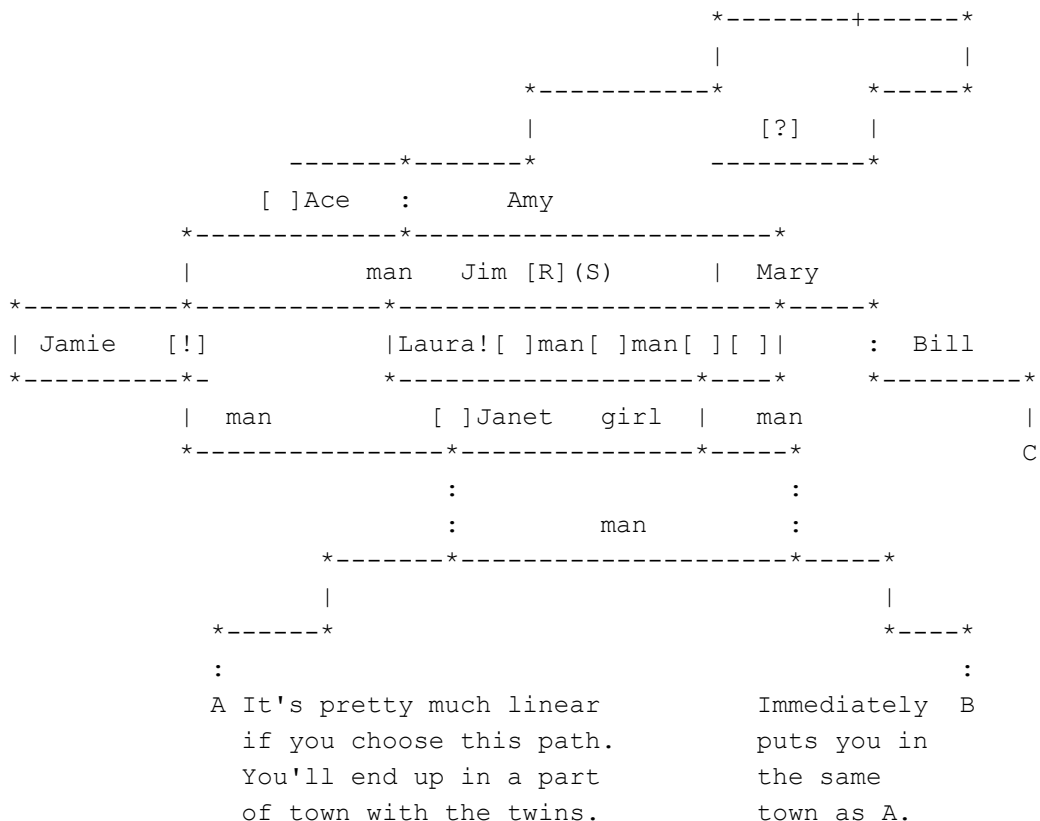 *--------+------*
|               |
*-----------*         *-----*
|              [?]    |
-------*-------*           ----------*
[ ]Ace   :      Amy
*-------------*-----------------------*
|           man   Jim [R](S)      | Mary
*-----------*------------*------------------------*-----*
| Jamie   [!]            |Laura![ ]man[ ]man[ ][ ]|     :  Bill
*-----------*-           *-------------------*----*     *---------*
|  man            [ ]Janet   girl  |   man              |
*----------------*---------------*-----*              C
:                     :
:         man         :
*-------*---------------------*-----*
|                                   |
*------*                                   *----*
:                                               :
A It's pretty much linear          Immediately  B
if you choose this path.         puts you in
You'll end up in a part          the same
of town with the twins.          town as A.